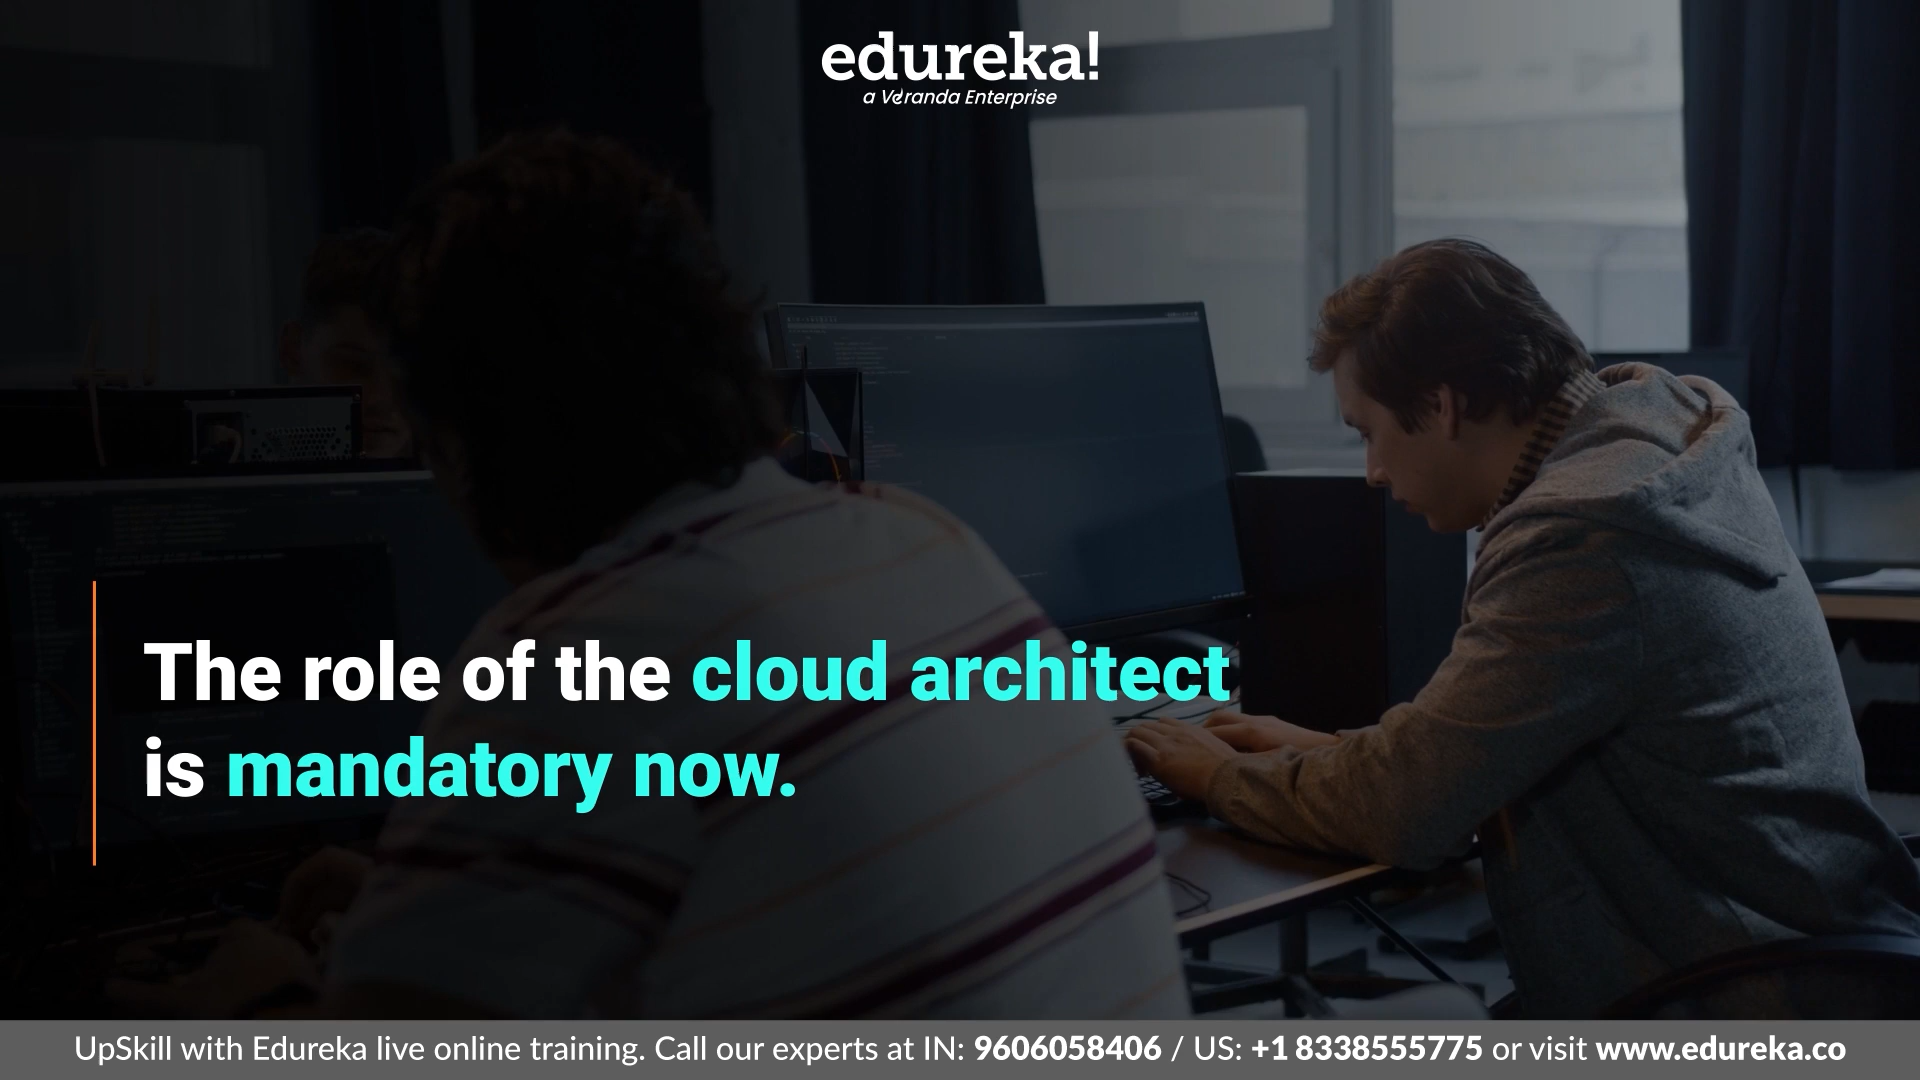 edureka!
a Veranda Enterprise
The role of the cloud architect
is mandatory now.
UpSkill with Edureka live online training. Call our experts at IN: 9606058406 / US: +1 8338555775 or visit www.edureka.co